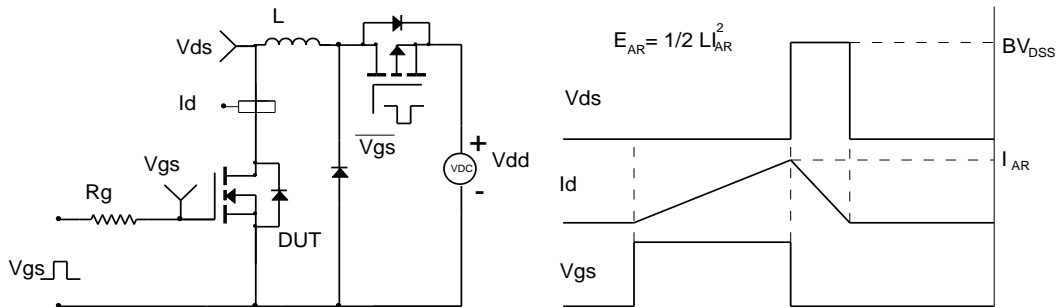 L
Vds
Id
Vgs
Vgs
+
VDC
Vdd
-
Rg
DUT
Vgs
E_AR= 1/2 LI²_AR
BV_DSS
Vds
I_AR
Id
Vgs